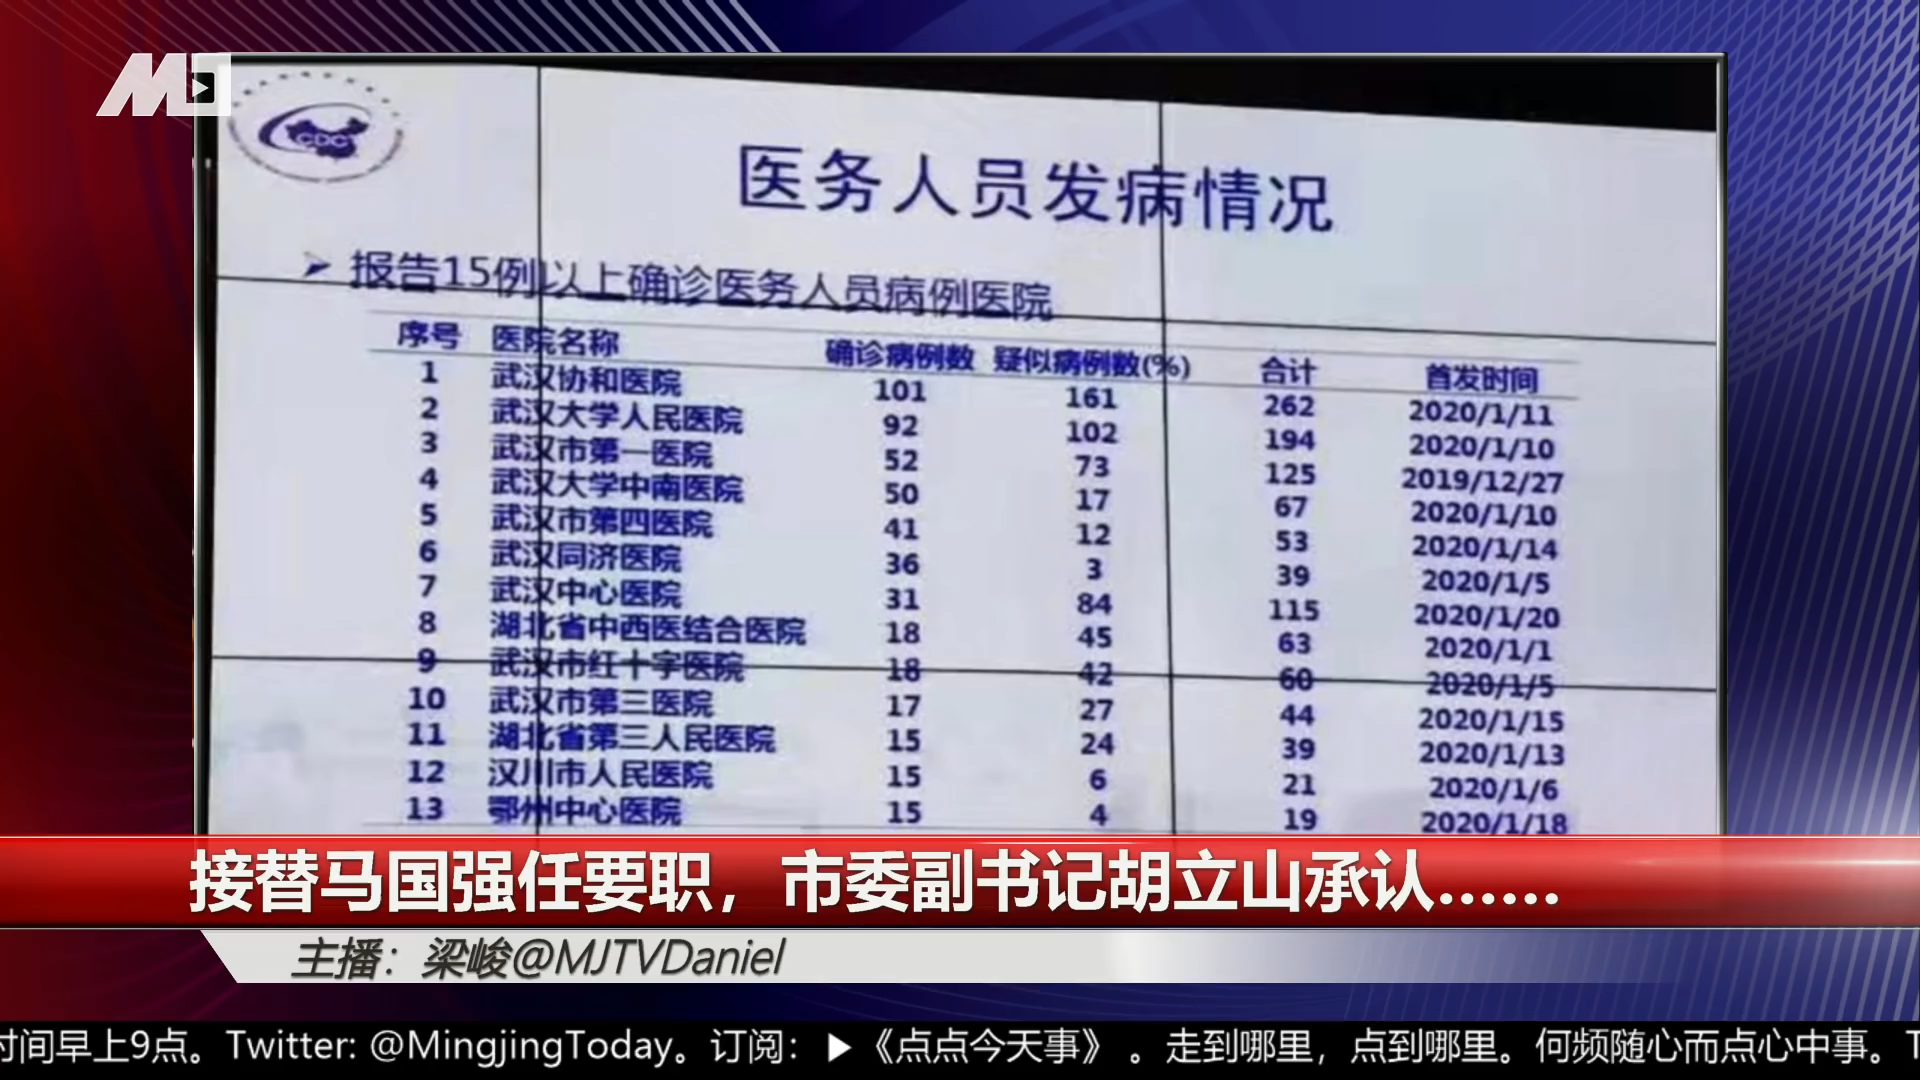 MJ
CDC
医务人员发病情况
➢ 报告15例以上确诊医务人员病例医院
序号 医院名称 确诊病例数 疑似病例数(%) 合计 首发时间
1 武汉协和医院 101 161 262 2020/1/11
2 武汉大学人民医院 92 102 194 2020/1/10
3 武汉市第一医院 52 73 125 2019/12/27
4 武汉大学中南医院 50 17 67 2020/1/10
5 武汉市第四医院 41 12 53 2020/1/14
6 武汉同济医院 36 3 39 2020/1/5
7 武汉中心医院 31 84 115 2020/1/20
8 湖北省中西医结合医院 18 45 63 2020/1/1
9 武汉市红十字医院 18 42 60 2020/1/5
10 武汉市第三医院 17 27 44 2020/1/15
11 湖北省第三人民医院 15 24 39 2020/1/13
12 汉川市人民医院 15 6 21 2020/1/6
13 鄂州中心医院 15 4 19 2020/1/18
接替马国强任要职，市委副书记胡立山承认……
主播：梁峻@MJTVDaniel
时间早上9点。Twitter: @MingjingToday。订阅：▶《点点今天事》。走到哪里，点到哪里。何频随心而点心中事。T